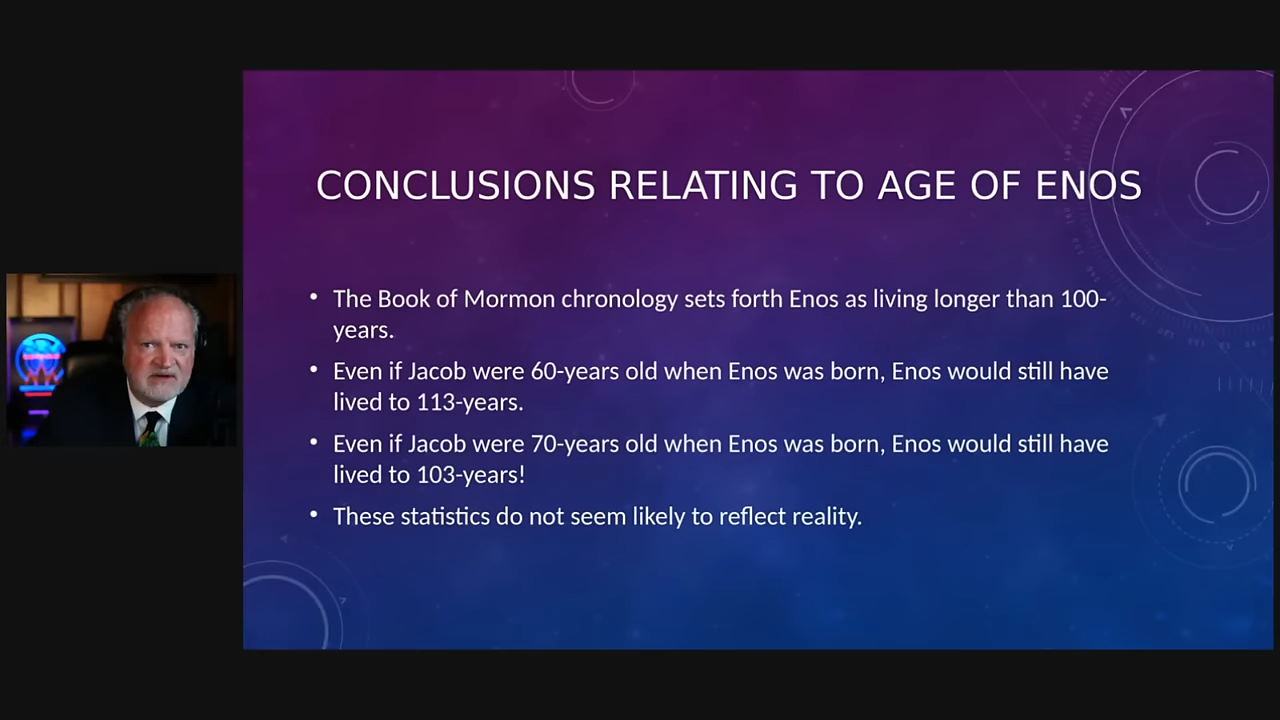 CONCLUSIONS RELATING TO AGE OF ENOS
• The Book of Mormon chronology sets forth Enos as living longer than 100-
years.
• Even if Jacob were 60-years old when Enos was born, Enos would still have
lived to 113-years.
• Even if Jacob were 70-years old when Enos was born, Enos would still have
lived to 103-years!
• These statistics do not seem likely to reflect reality.